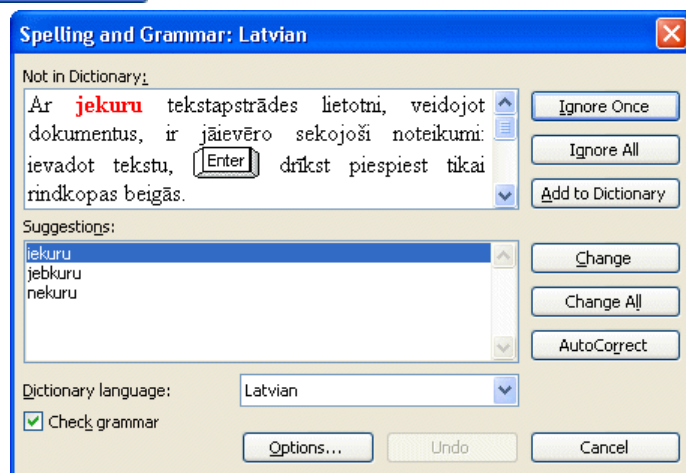 Spelling and Grammar: Latvian
Not in Dictionary:
Ar jekuru tekstapstrādes lietotni, veidojot
dokumentus, ir jāievēro sekojoši noteikumi:
ievadot tekstu, Enter drīkst piespiest tikai
rindkopas beigās.
Ignore Once
Ignore All
Add to Dictionary
Suggestions:
iekuru
jebkuru
nekuru
Change
Change All
AutoCorrect
Dictionary language:
Latvian
Check grammar
Options...
Undo
Cancel